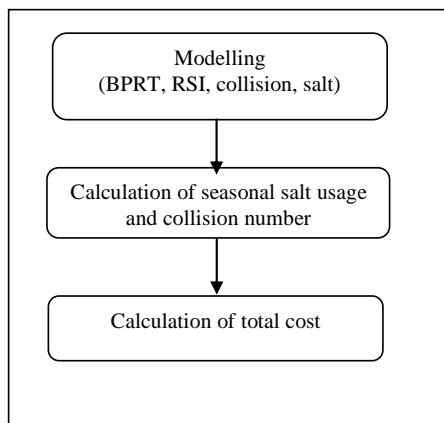 Modelling
(BPRT, RSI, collision, salt)
Calculation of seasonal salt usage
and collision number
Calculation of total cost